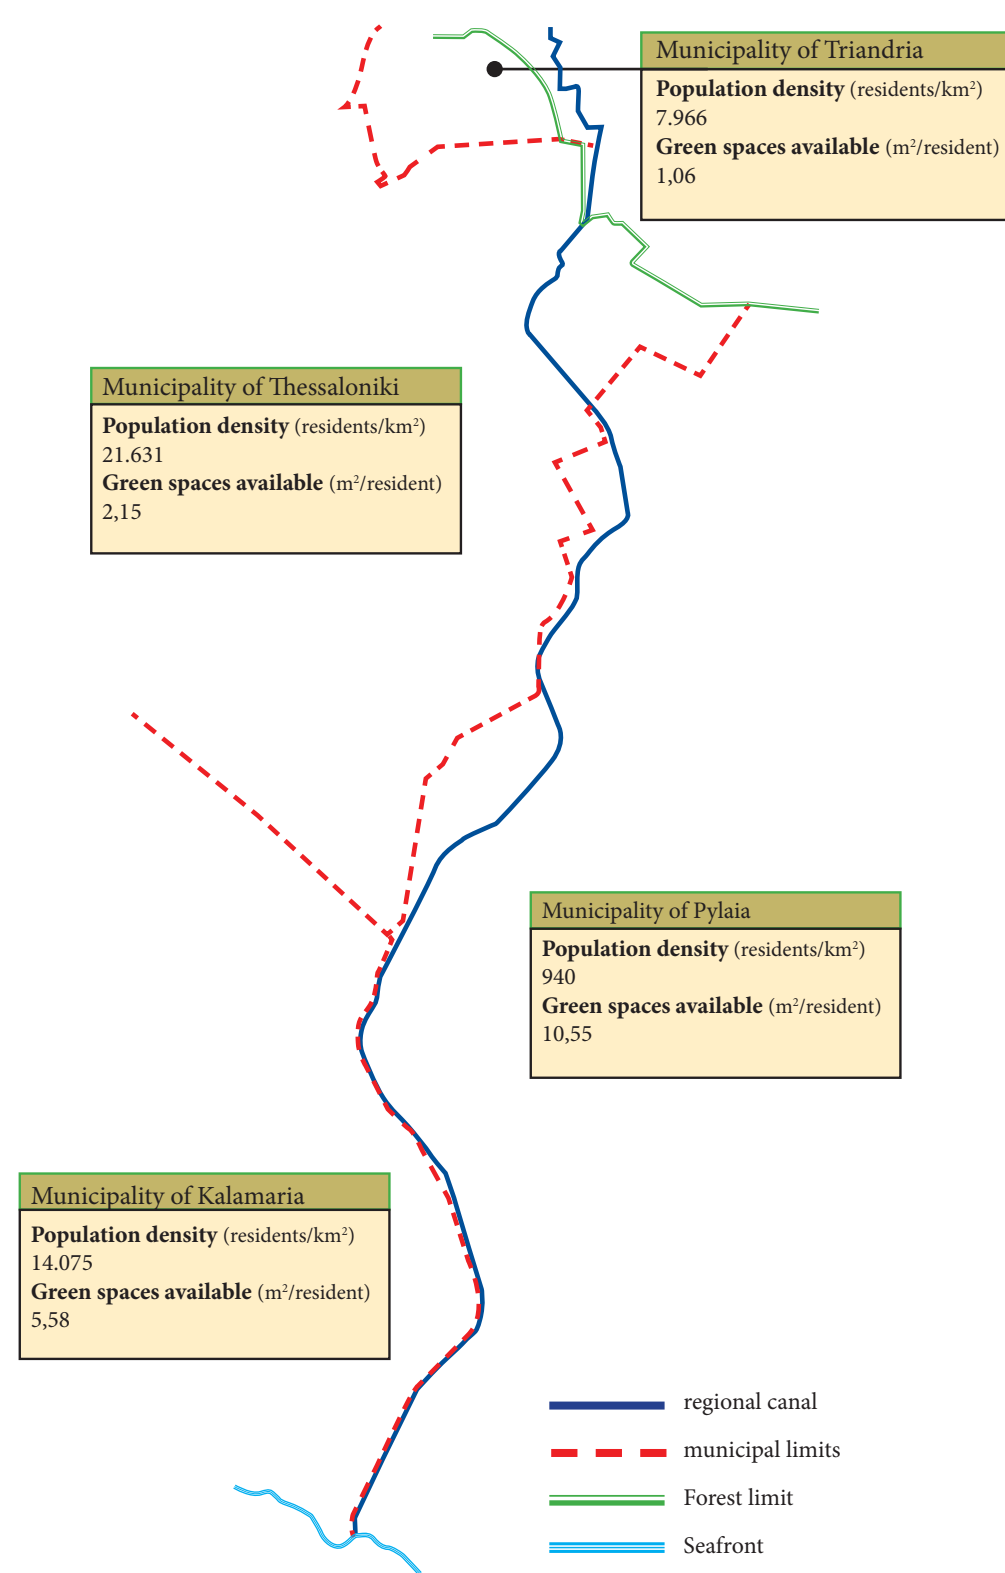 Municipality of Triandria
Population density (residents/km²)
7.966
Green spaces available (m²/resident)
1,06
Municipality of Thessaloniki
Population density (residents/km²)
21.631
Green spaces available (m²/resident)
2,15
Municipality of Pylaia
Population density (residents/km²)
940
Green spaces available (m²/resident)
10,55
Municipality of Kalamaria
Population density (residents/km²)
14.075
Green spaces available (m²/resident)
5,58
regional canal
municipal limits
Forest limit
Seafront